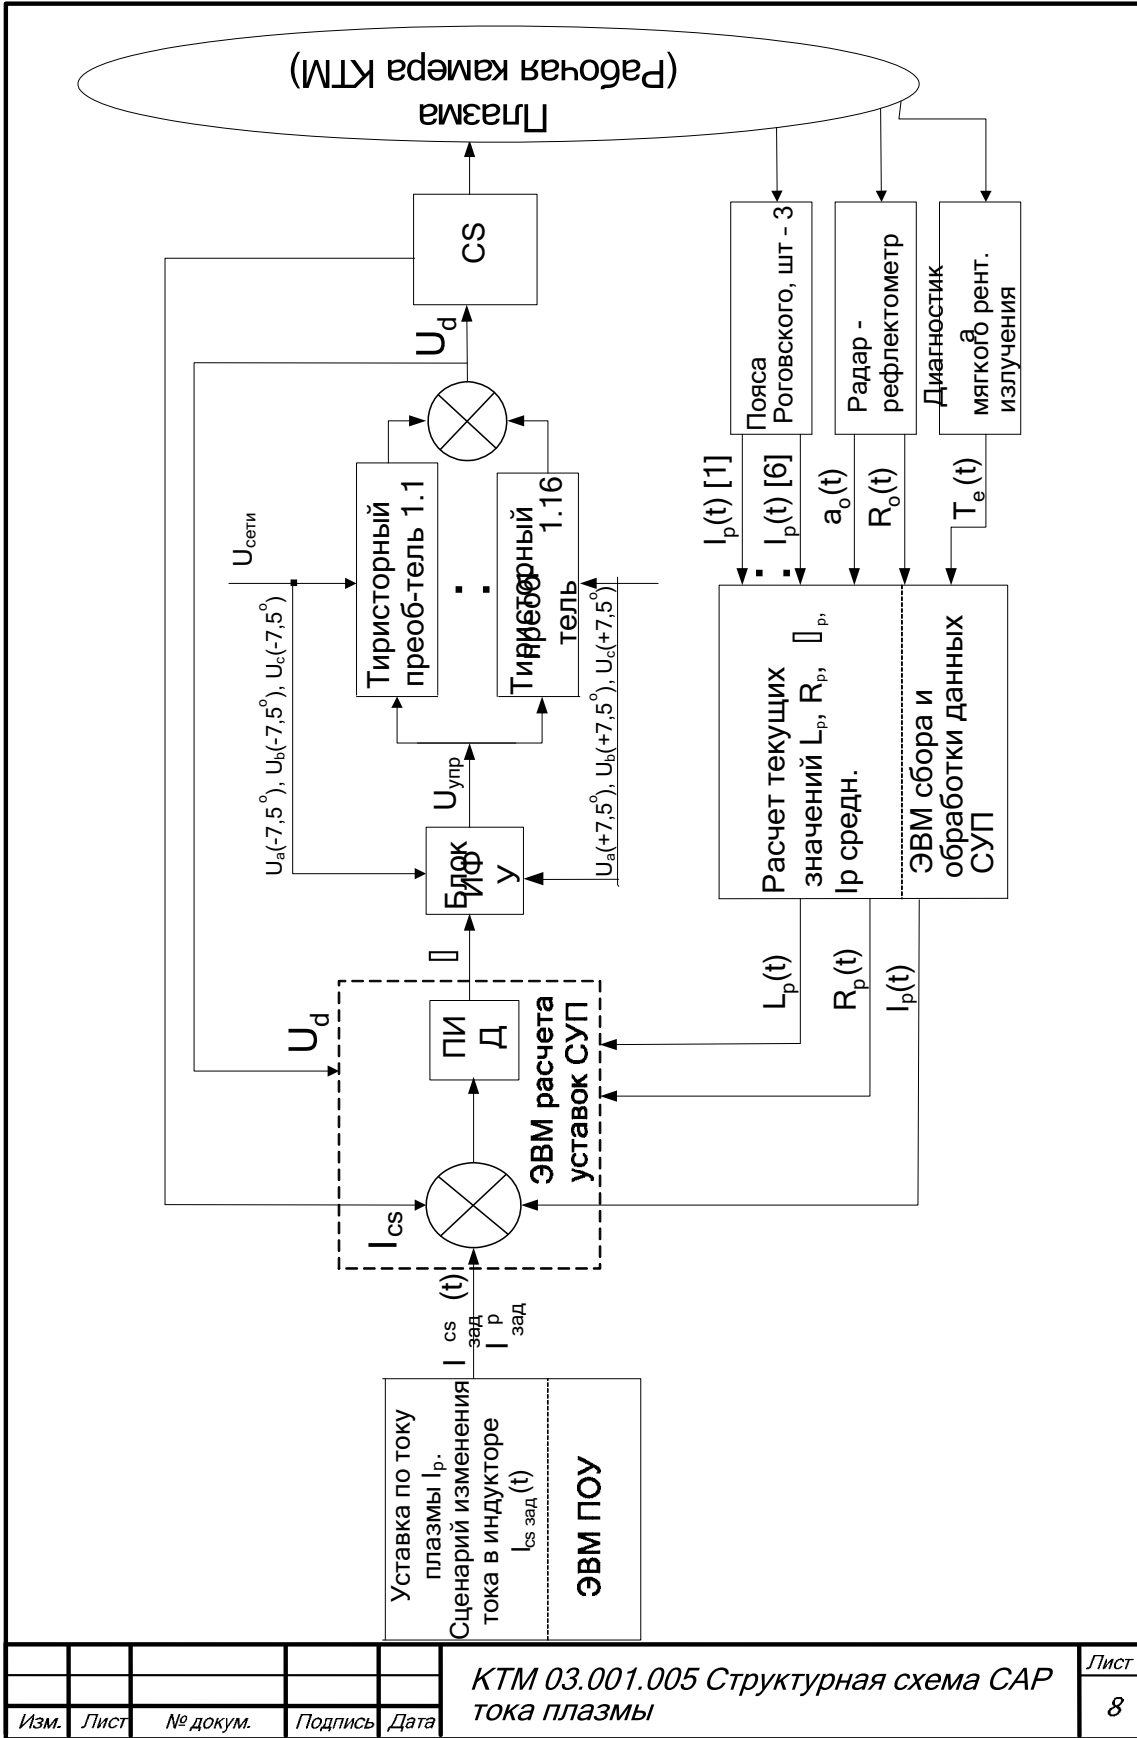 Плазма
(Рабочая камера КТМ)
CS
U_d
U_d
I_cs
U_сети
U_a(-7,5°), U_b(-7,5°), U_c(-7,5°)
Тиристорный
преоб-тель 1.1
Тиристорный
преоб 1.16
тель
U_a(+7,5°), U_b(+7,5°), U_c(+7,5°)
U_упр
Блок
ИФ
У
[]
ПИ
Д
ЭВМ расчета
уставок СУП
I cs зад (t)
I p зад
Уставка по току
плазмы I_p.
Сценарий изменения
тока в индукторе
I_cs зад (t)
ЭВМ ПОУ
Пояса
Роговского, шт - 3
Радар -
рефлектометр
Диагностик
а
мягкого рент.
излучения
I_p(t) [1]
I_p(t) [6]
a_o(t)
R_o(t)
T_e (t)
Расчет текущих
значений L_p, R_p, []_p,
Ip средн.
ЭВМ сбора и
обработки данных
СУП
L_p(t)
R_p(t)
I_p(t)
Изм. Лист № докум. Подпись Дата
КТМ 03.001.005 Структурная схема САР
тока плазмы
Лист
8